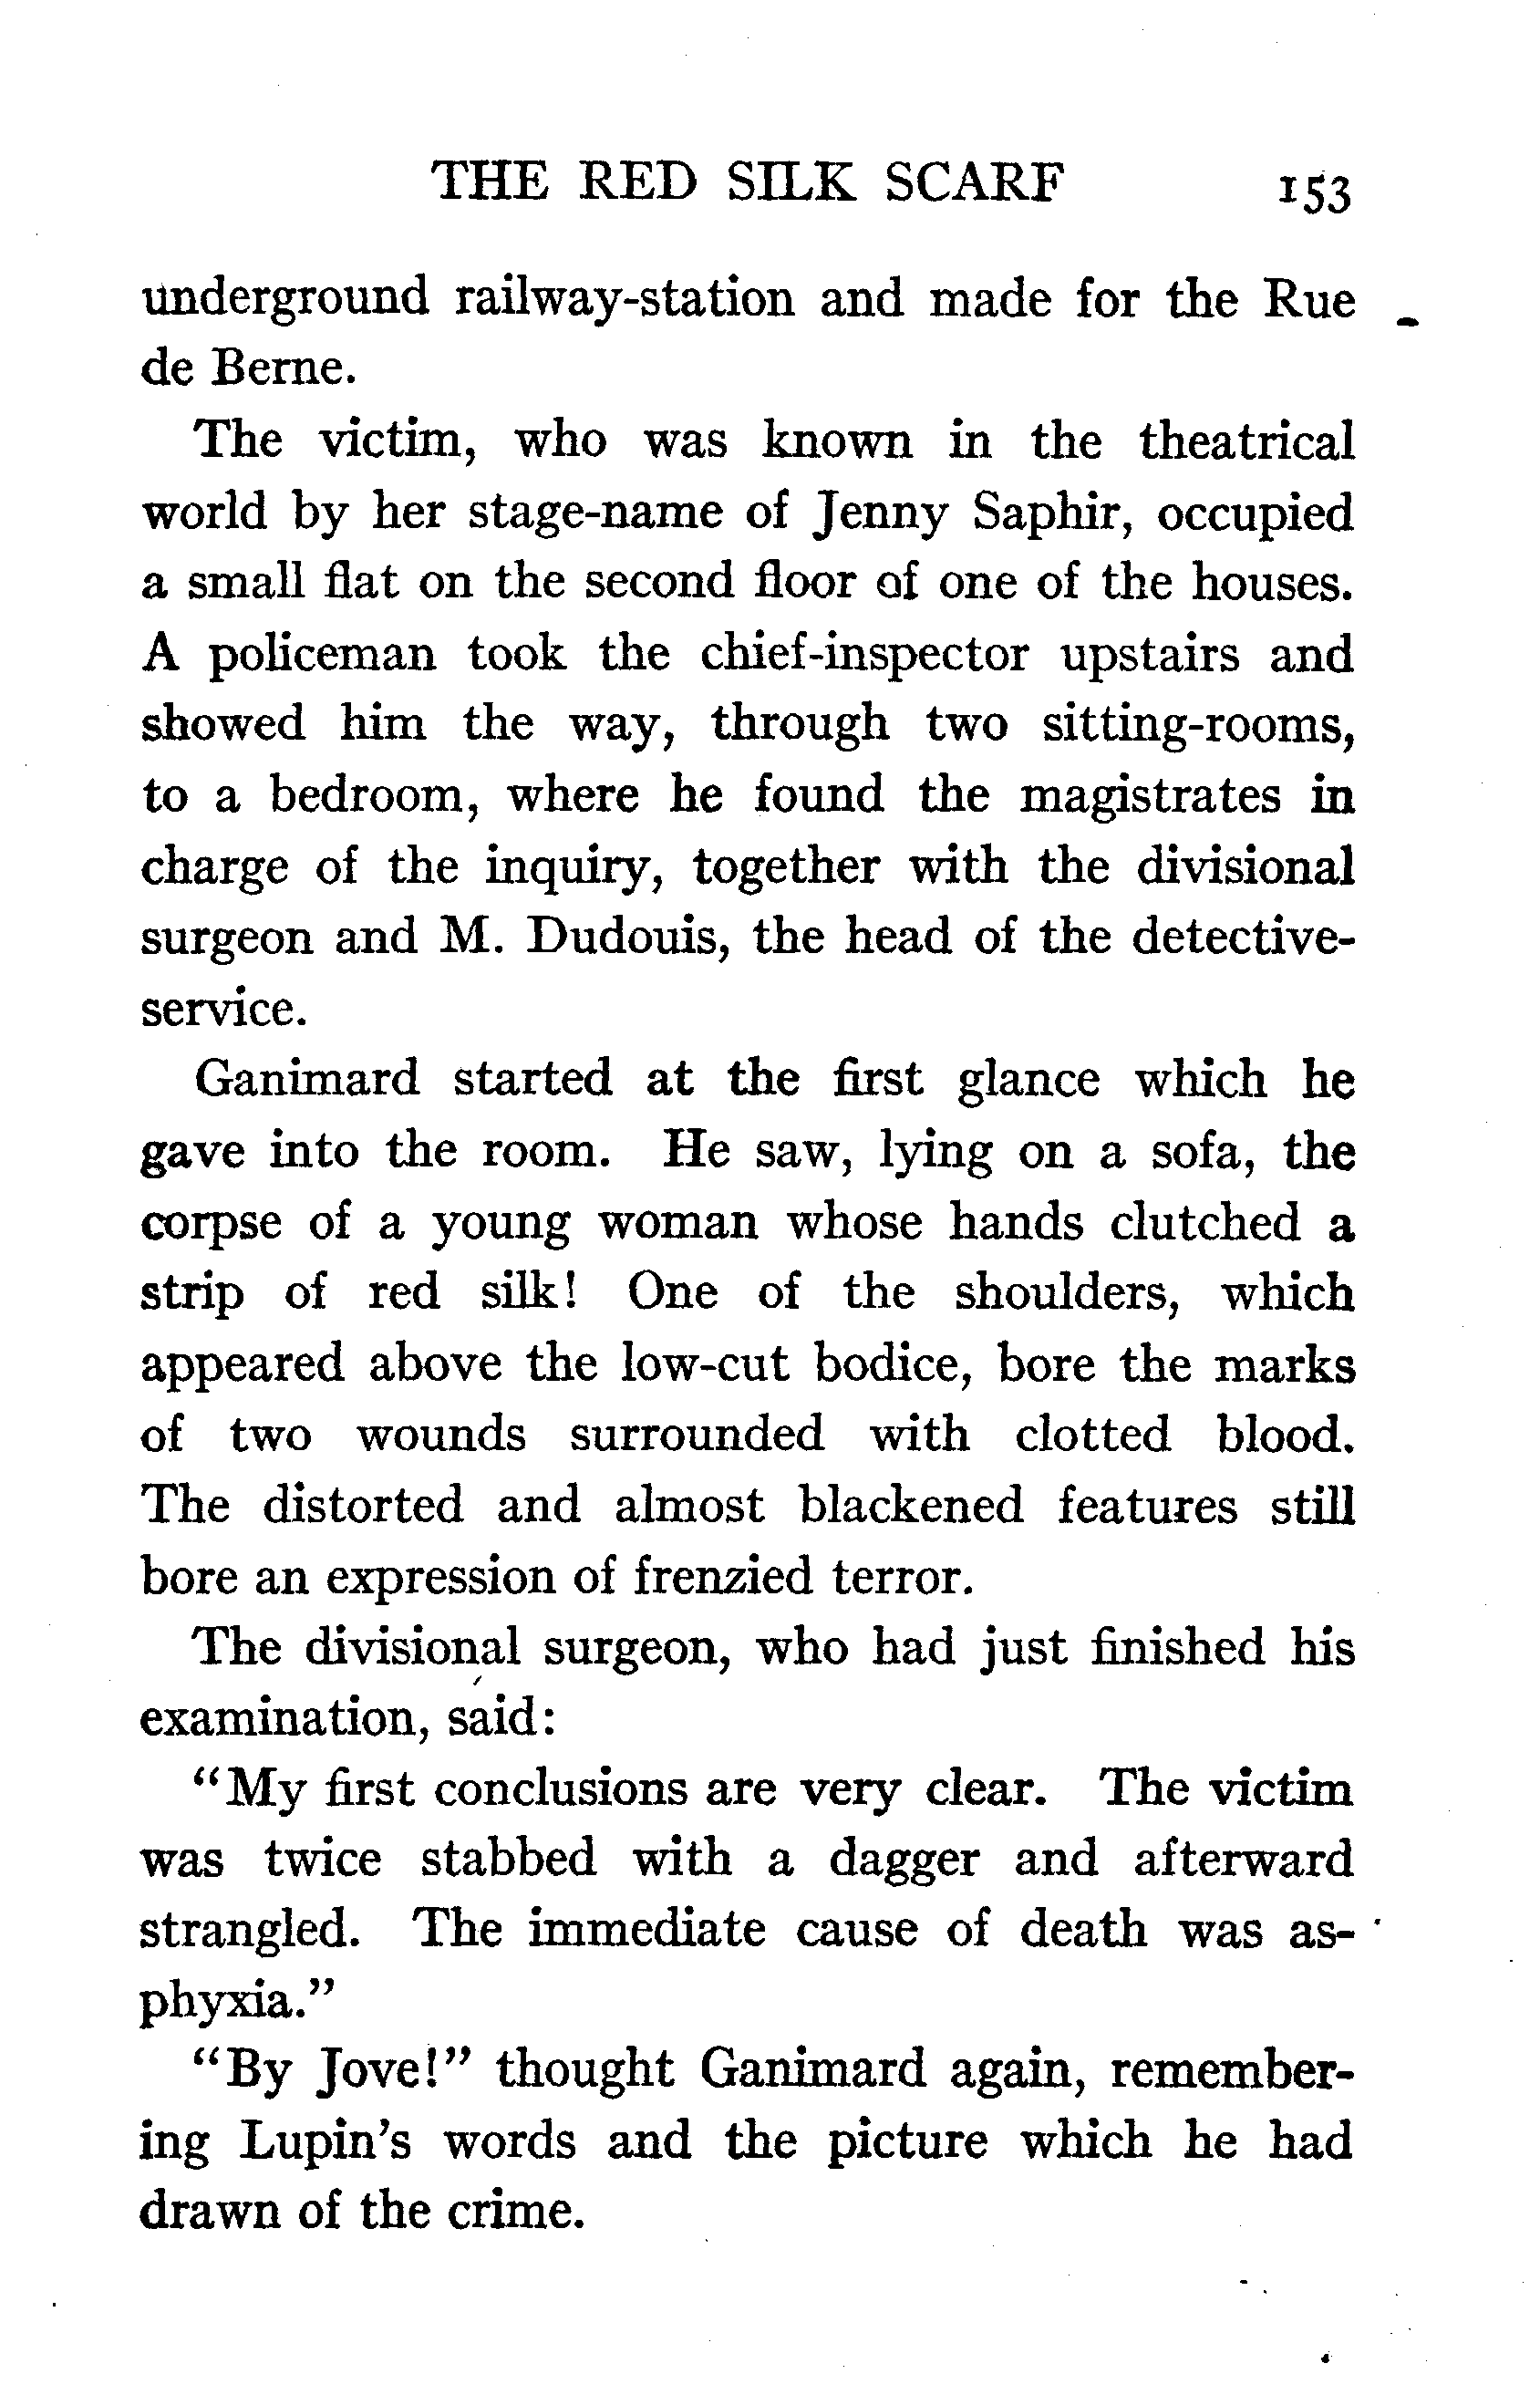 THE RED SILK SCARF 153
underground railway-station and made for the Rue
de Berne.
The victim, who was known in the theatrical
world by her stage-name of Jenny Saphir, occupied
a small flat on the second floor of one of the houses.
A policeman took the chief-inspector upstairs and
showed him the way, through two sitting-rooms,
to a bedroom, where he found the magistrates in
charge of the inquiry, together with the divisional
surgeon and M. Dudouis, the head of the detective-
service.
Ganimard started at the first glance which he
gave into the room. He saw, lying on a sofa, the
corpse of a young woman whose hands clutched a
strip of red silk! One of the shoulders, which
appeared above the low-cut bodice, bore the marks
of two wounds surrounded with clotted blood.
The distorted and almost blackened features still
bore an expression of frenzied terror.
The divisional surgeon, who had just finished his
examination, said:
"My first conclusions are very clear. The victim
was twice stabbed with a dagger and afterward
strangled. The immediate cause of death was as-
phyxia."
"By Jove!" thought Ganimard again, remember-
ing Lupin's words and the picture which he had
drawn of the crime.